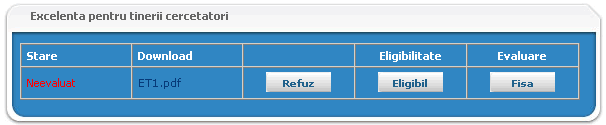 Excelenta pentru tinerii cercetatori
Stare Download Eligibilitate Evaluare
Neevaluat ET1.pdf Refuz Eligibil Fisa